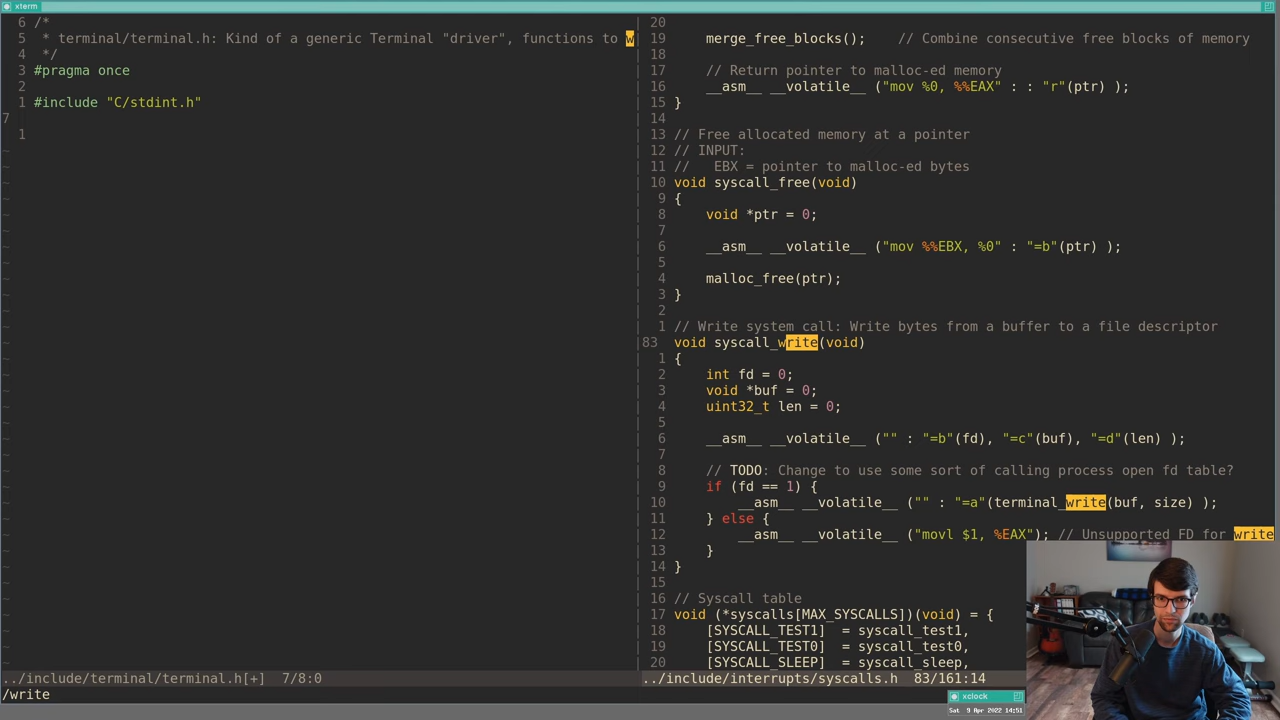 xterm
6 /*
5  * terminal/terminal.h: Kind of a generic Terminal "driver", functions to w
4  */
3 #pragma once
2
1 #include "C/stdint.h"
7
1
../include/terminal/terminal.h[+]  7/8:0
/write
20
19     merge_free_blocks();    // Combine consecutive free blocks of memory
18
17     // Return pointer to malloc-ed memory
16     __asm__ __volatile__ ("mov %0, %%EAX" : : "r"(ptr) );
15 }
14
13 // Free allocated memory at a pointer
12 // INPUT:
11 //   EBX = pointer to malloc-ed bytes
10 void syscall_free(void)
9 {
8     void *ptr = 0;
7
6     __asm__ __volatile__ ("mov %%EBX, %0" : "=b"(ptr) );
5
4     malloc_free(ptr);
3 }
2
1 // Write system call: Write bytes from a buffer to a file descriptor
83 void syscall_write(void)
1 {
2     int fd = 0;
3     void *buf = 0;
4     uint32_t len = 0;
5
6     __asm__ __volatile__ ("" : "=b"(fd), "=c"(buf), "=d"(len) );
7
8     // TODO: Change to use some sort of calling process open fd table?
9     if (fd == 1) {
10         __asm__ __volatile__ ("" : "=a"(terminal_write(buf, size) );
11     } else {
12         __asm__ __volatile__ ("movl $1, %EAX"); // Unsupported FD for write
13     }
14 }
15
16 // Syscall table
17 void (*syscalls[MAX_SYSCALLS])(void) = {
18     [SYSCALL_TEST1]  = syscall_test1,
19     [SYSCALL_TEST0]  = syscall_test0,
20     [SYSCALL_SLEEP]  = syscall_sleep,
../include/interrupts/syscalls.h  83/161:14
xclock
Sat  9 Apr 2022 14:51